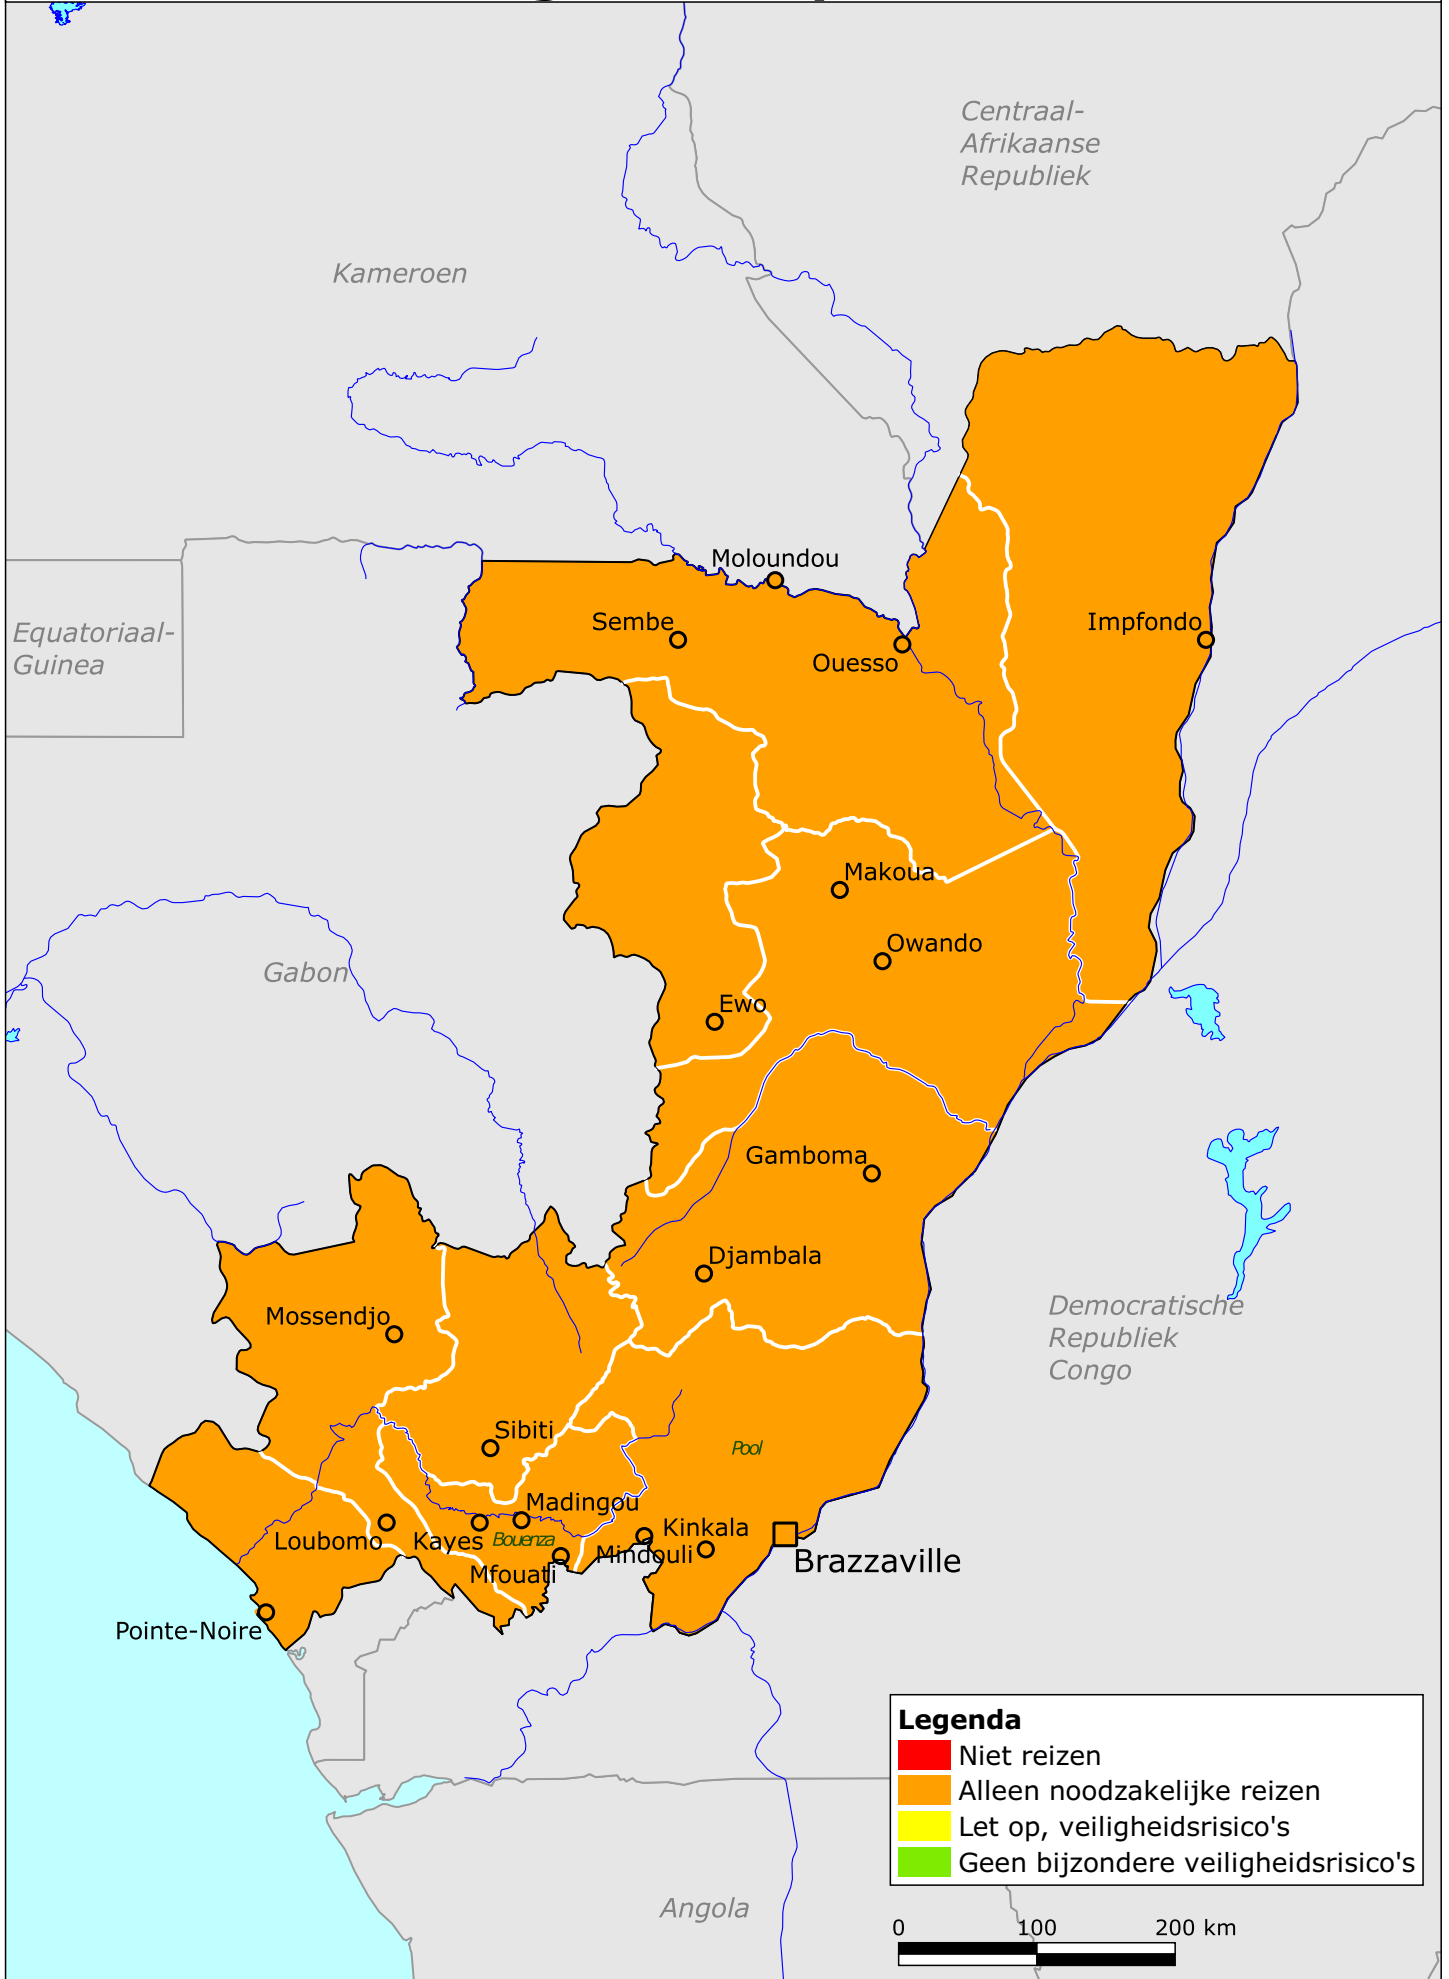 Centraal-
Afrikaanse
Republiek
Kameroen
Moloundou
Sembe
Ouesso
Impfondo
Equatoriaal-
Guinea
Makoua
Owando
Gabon
Ewo
Gamboma
Djambala
Mossendjo
Democratische
Republiek
Congo
Sibiti
Pool
Madingou
Loubomo
Kayes
Bouenza
Kinkala
Mindouli
Mfouati
Brazzaville
Pointe-Noire
Angola
Legenda
Niet reizen
Alleen noodzakelijke reizen
Let op, veiligheidsrisico's
Geen bijzondere veiligheidsrisico's
0 100 200 km